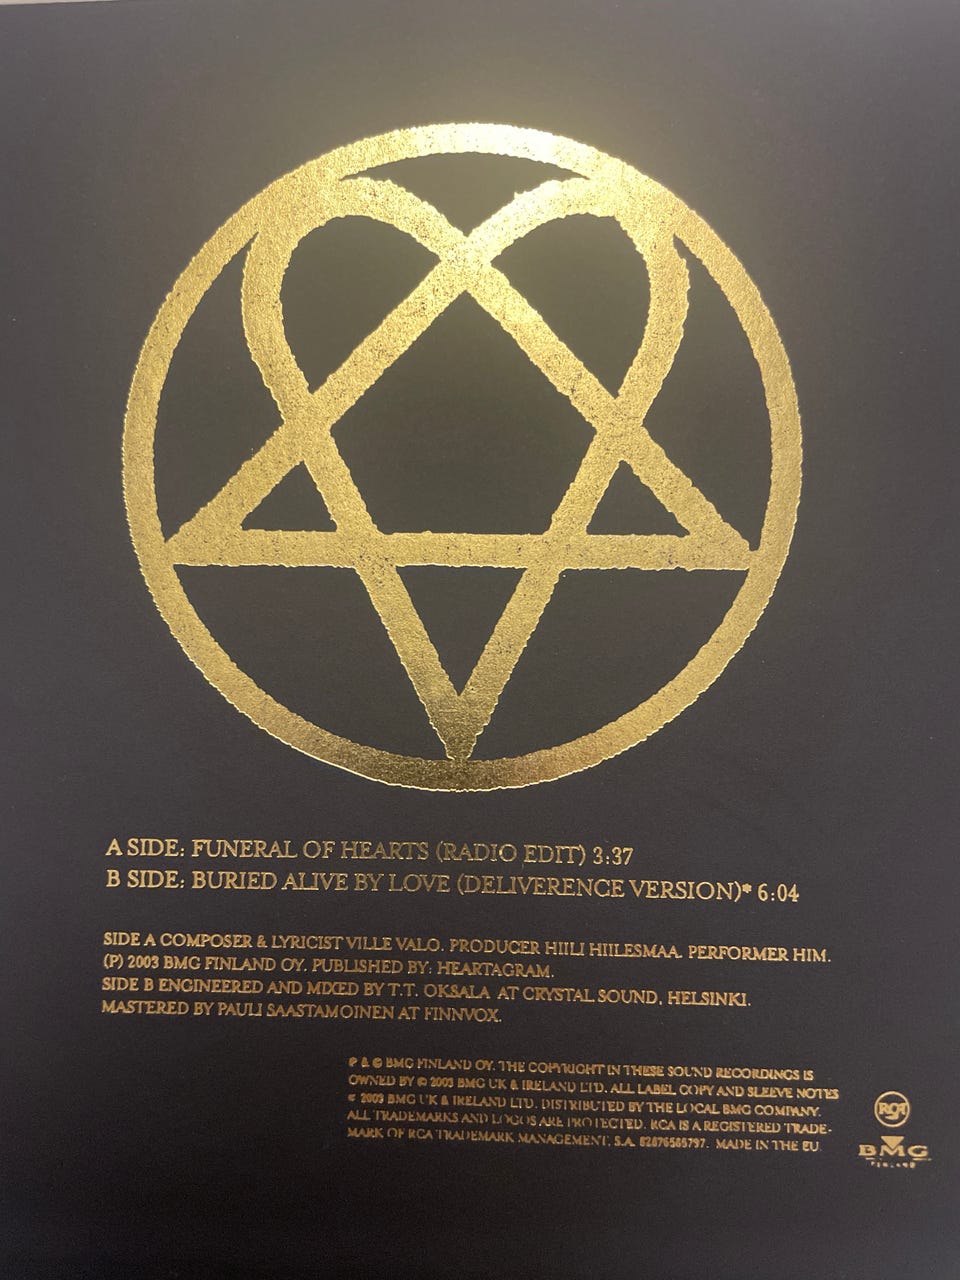 A SIDE: FUNERAL OF HEARTS (RADIO EDIT) 3:37
B SIDE: BURIED ALIVE BY LOVE (DELIVERENCE VERSION)* 6:04
SIDE A COMPOSER & LYRICIST VILLE VALO. PRODUCER HIILI HIILESMAA. PERFORMER HIM.
(P) 2003 BMG FINLAND OY. PUBLISHED BY: HEARTAGRAM.
SIDE B ENGINEERED AND MIXED BY T.T. OKSALA AT CRYSTAL SOUND, HELSINKI.
MASTERED BY PAULI SAASTAMOINEN AT FINNVOX.
℗ & © BMG FINLAND OY. THE COPYRIGHT IN THESE SOUND RECORDINGS IS
OWNED BY © 2003 BMG UK & IRELAND LTD. ALL LABEL COPY AND SLEEVE NOTES
© 2003 BMG UK & IRELAND LTD. DISTRIBUTED BY THE LOCAL BMG COMPANY.
ALL TRADEMARKS AND LOGOS ARE PROTECTED. RCA IS A REGISTERED TRADE-
MARK OF RCA TRADEMARK MANAGEMENT, S.A. MADE IN THE EU.
RCA
BMG
FINLAND